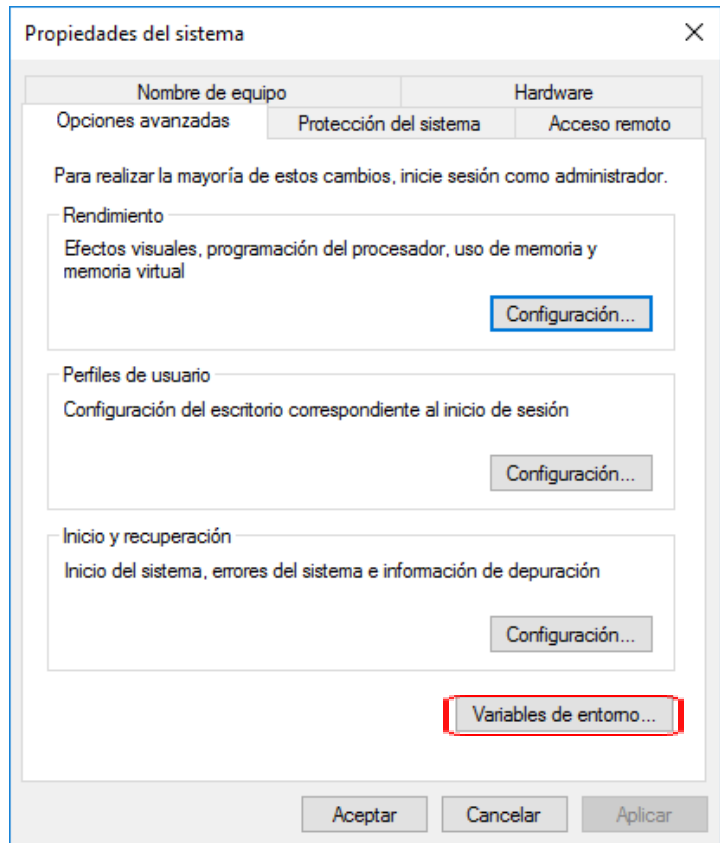 Propiedades del sistema
Nombre de equipo
Hardware
Opciones avanzadas
Protección del sistema
Acceso remoto
Para realizar la mayoría de estos cambios, inicie sesión como administrador.
Rendimiento
Efectos visuales, programación del procesador, uso de memoria y
memoria virtual
Configuración...
Perfiles de usuario
Configuración del escritorio correspondiente al inicio de sesión
Configuración...
Inicio y recuperación
Inicio del sistema, errores del sistema e información de depuración
Configuración...
Variables de entorno...
Aceptar
Cancelar
Aplicar